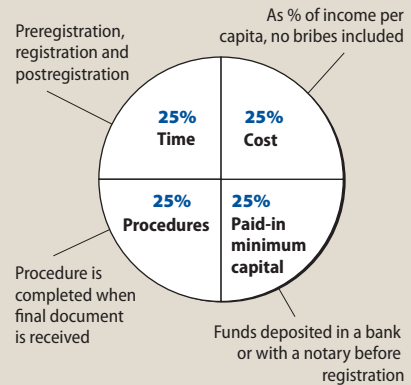 Preregistration,
registration and
postregistration
As % of income per
capita, no bribes included
25%
Time
25%
Cost
25%
Procedures
25%
Paid-in
minimum
capital
Procedure is
completed when
final document
is received
Funds deposited in a bank
or with a notary before
registration